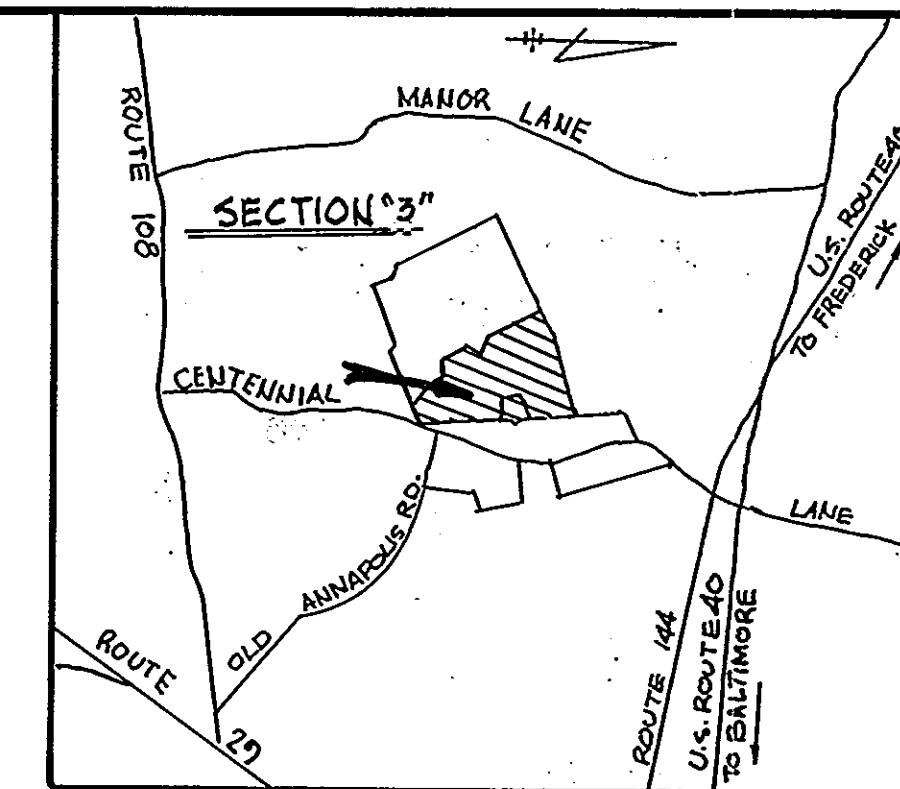 MANOR LANE
ROUTE 108
SECTION "3"
U.S. ROUTE 40
TO FREDERICK
CENTENNIAL
LANE
OLD ANNAPOLIS RD.
ROUTE 29
ROUTE 144
U.S. ROUTE 40
TO BALTIMORE